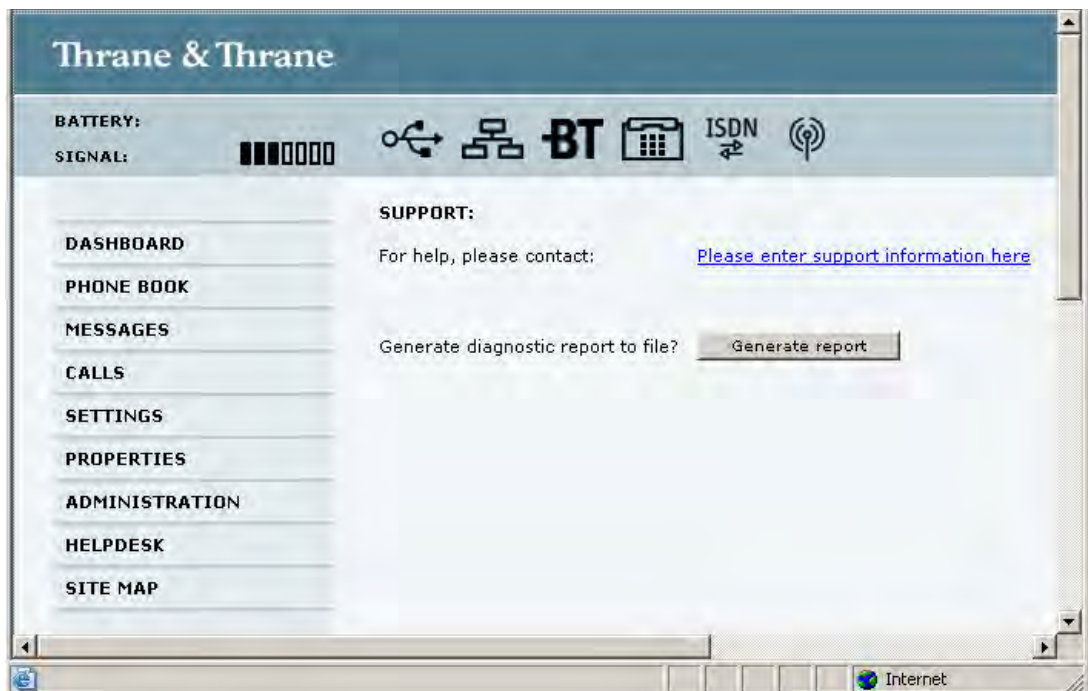 Thrane & Thrane
BATTERY:
SIGNAL:
BT
ISDN
SUPPORT:
For help, please contact: Please enter support information here
Generate diagnostic report to file? Generate report
DASHBOARD
PHONE BOOK
MESSAGES
CALLS
SETTINGS
PROPERTIES
ADMINISTRATION
HELPDESK
SITE MAP
Internet